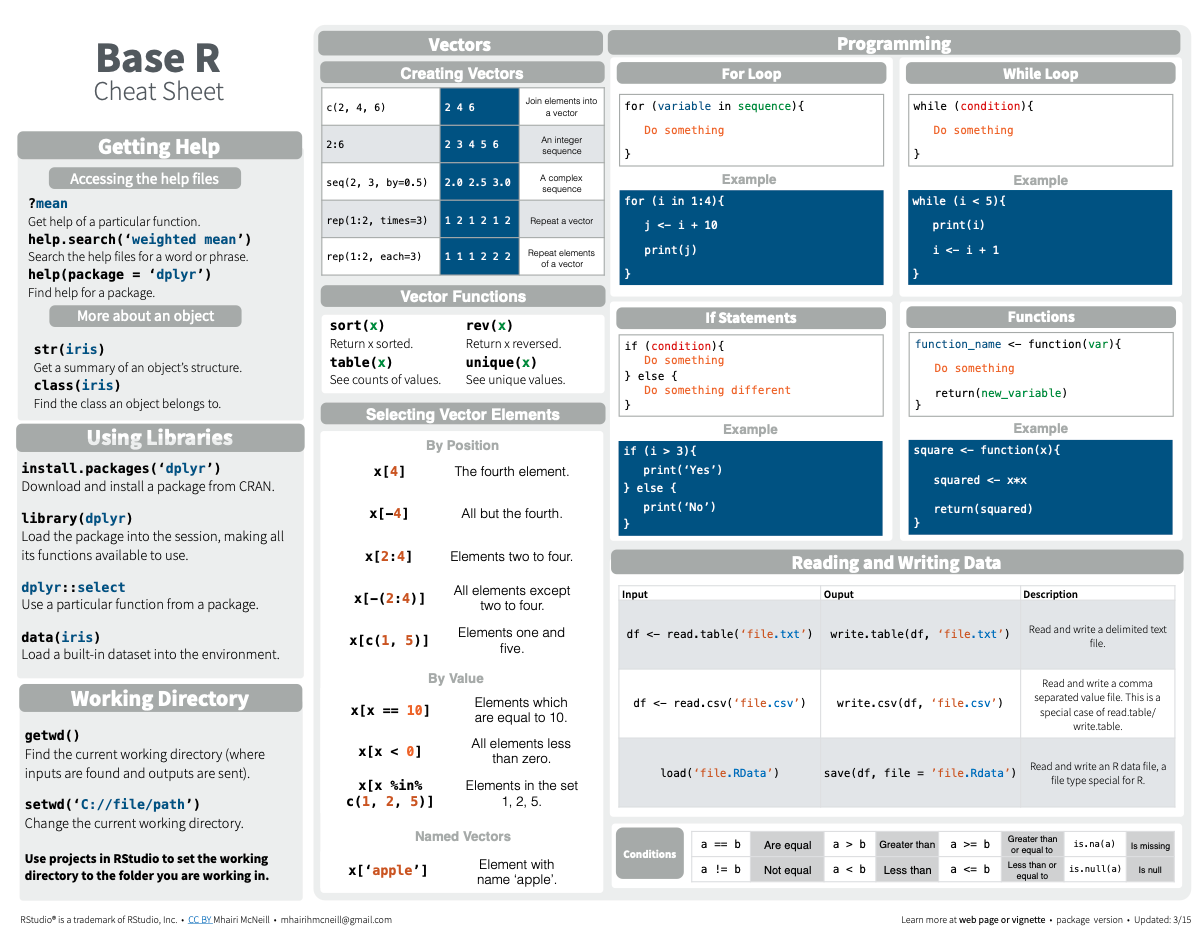 Base R
Cheat Sheet
Getting Help
Accessing the help files
?mean
Get help of a particular function.
help.search(‘weighted mean’)
Search the help files for a word or phrase.
help(package = ‘dplyr’)
Find help for a package.
More about an object
str(iris)
Get a summary of an object’s structure.
class(iris)
Find the class an object belongs to.
Using Libraries
install.packages(‘dplyr’)
Download and install a package from CRAN.
library(dplyr)
Load the package into the session, making all
its functions available to use.
dplyr::select
Use a particular function from a package.
data(iris)
Load a built-in dataset into the environment.
Working Directory
getwd()
Find the current working directory (where
inputs are found and outputs are sent).
setwd(‘C://file/path’)
Change the current working directory.
Use projects in RStudio to set the working
directory to the folder you are working in.
Vectors
Creating Vectors
c(2, 4, 6) 2 4 6 Join elements into
a vector
2:6 2 3 4 5 6 An integer
sequence
seq(2, 3, by=0.5) 2.0 2.5 3.0 A complex
sequence
rep(1:2, times=3) 1 2 1 2 1 2 Repeat a vector
rep(1:2, each=3) 1 1 1 2 2 2 Repeat elements
of a vector
Vector Functions
sort(x) rev(x)
Return x sorted. Return x reversed.
table(x) unique(x)
See counts of values. See unique values.
Selecting Vector Elements
By Position
x[4] The fourth element.
x[-4] All but the fourth.
x[2:4] Elements two to four.
x[-(2:4)] All elements except
two to four.
x[c(1, 5)] Elements one and
five.
By Value
x[x == 10] Elements which
are equal to 10.
x[x < 0] All elements less
than zero.
x[x %in% Elements in the set
c(1, 2, 5)] 1, 2, 5.
Named Vectors
x[‘apple’] Element with
name ‘apple’.
Programming
For Loop
for (variable in sequence){
Do something
}
Example
for (i in 1:4){
j <- i + 10
print(j)
}
While Loop
while (condition){
Do something
}
Example
while (i < 5){
print(i)
i <- i + 1
}
If Statements
if (condition){
Do something
} else {
Do something different
}
Example
if (i > 3){
print(‘Yes’)
} else {
print(‘No’)
}
Functions
function_name <- function(var){
Do something
return(new_variable)
}
Example
square <- function(x){
squared <- x*x
return(squared)
}
Reading and Writing Data
Input Ouput Description
df <- read.table(‘file.txt’) write.table(df, ‘file.txt’) Read and write a delimited text
file.
df <- read.csv(‘file.csv’) write.csv(df, ‘file.csv’) Read and write a comma
separated value file. This is a
special case of read.table/
write.table.
load(‘file.RData’) save(df, file = ‘file.Rdata’) Read and write an R data file, a
file type special for R.
Conditions
a == b Are equal a > b Greater than a >= b Greater than
or equal to is.na(a) Is missing
a != b Not equal a < b Less than a <= b Less than or
equal to is.null(a) Is null
RStudio® is a trademark of RStudio, Inc. • CC BY Mhairi McNeill • mhairihmcneill@gmail.com
Learn more at web page or vignette • package version • Updated: 3/15